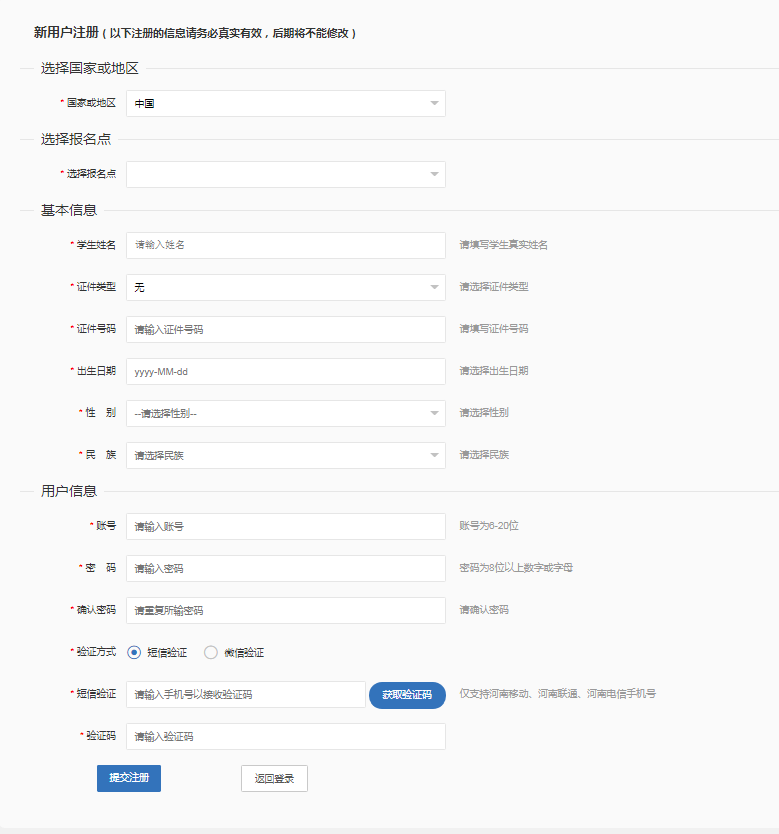 新用户注册（以下注册的信息请务必真实有效，后期将不能修改）
选择国家或地区
* 国家或地区 中国
选择报名点
* 选择报名点
基本信息
* 学生姓名 请输入姓名 请填写学生真实姓名
* 证件类型 无 请选择证件类型
* 证件号码 请输入证件号码 请填写证件号码
* 出生日期 yyyy-MM-dd 请选择出生日期
* 性 别 --请选择性别-- 请选择性别
* 民 族 请选择民族 请选择民族
用户信息
* 账号 请输入账号 账号为6-20位
* 密 码 请输入密码 密码为8位以上数字或字母
* 确认密码 请重复所输密码 请确认密码
* 验证方式 短信验证 微信验证
* 短信验证 请输入手机号以接收验证码 获取验证码 仅支持河南移动、河南联通、河南电信手机号
* 验证码 请输入验证码
提交注册 返回登录